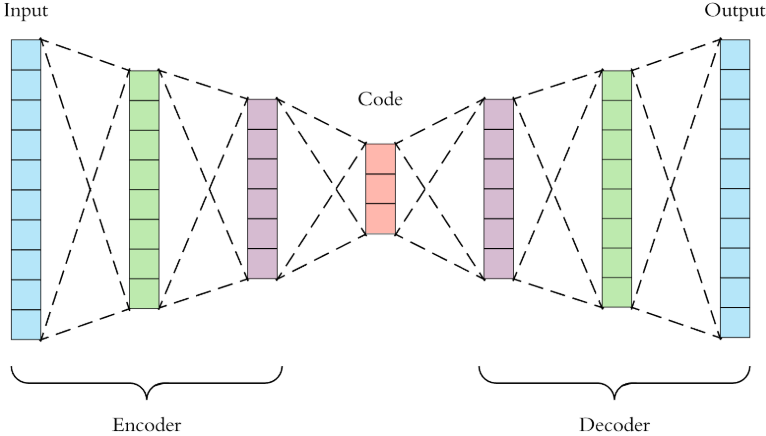 Input
Output
Code
Encoder
Decoder